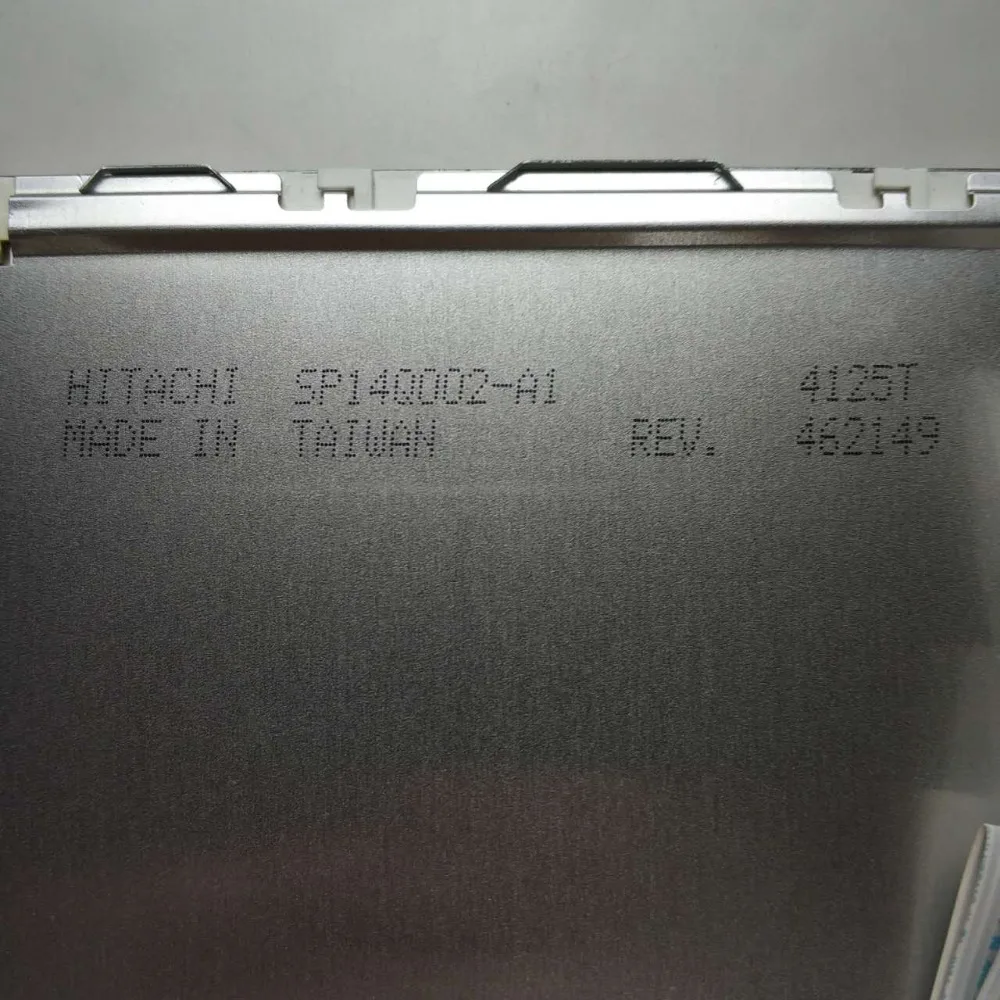 HITACHI SP14Q002-A1 4125T
MADE IN TAIWAN REV. 462149